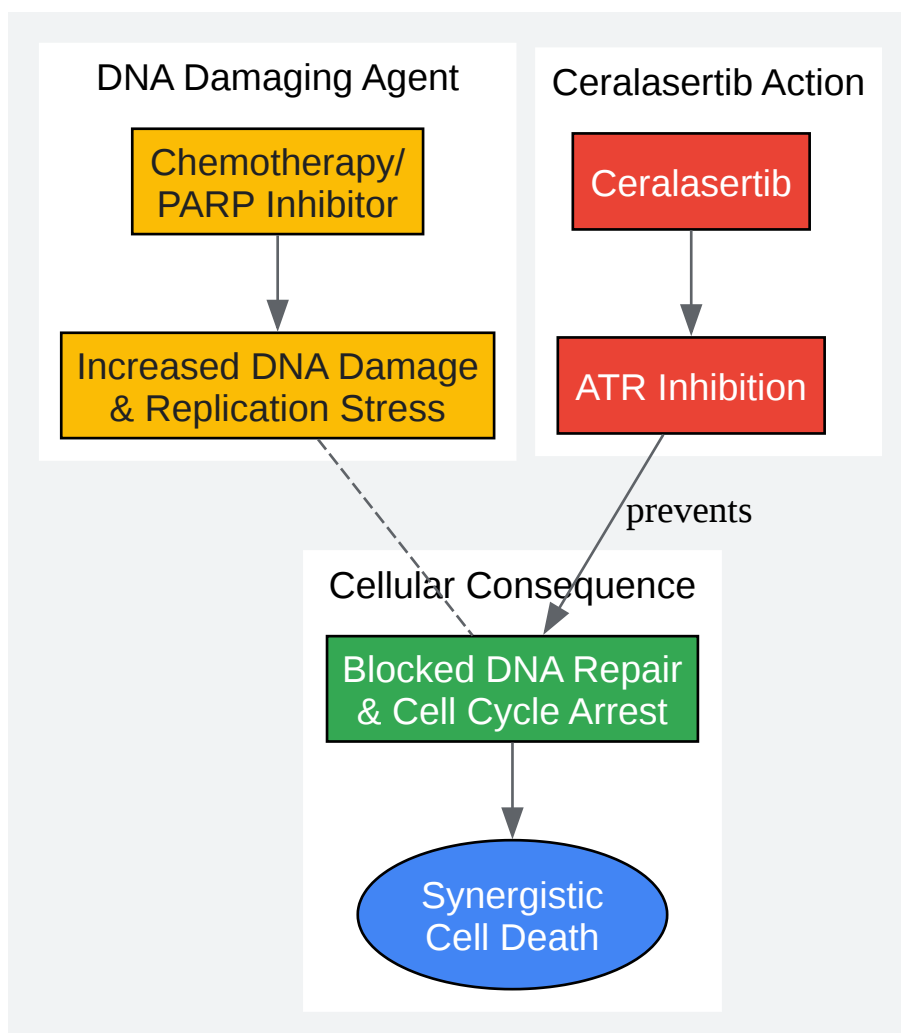 DNA Damaging Agent
Chemotherapy/
PARP Inhibitor
Increased DNA Damage
& Replication Stress
Ceralasertib Action
Ceralasertib
ATR Inhibition
prevents
Cellular Consequence
Blocked DNA Repair
& Cell Cycle Arrest
Synergistic
Cell Death